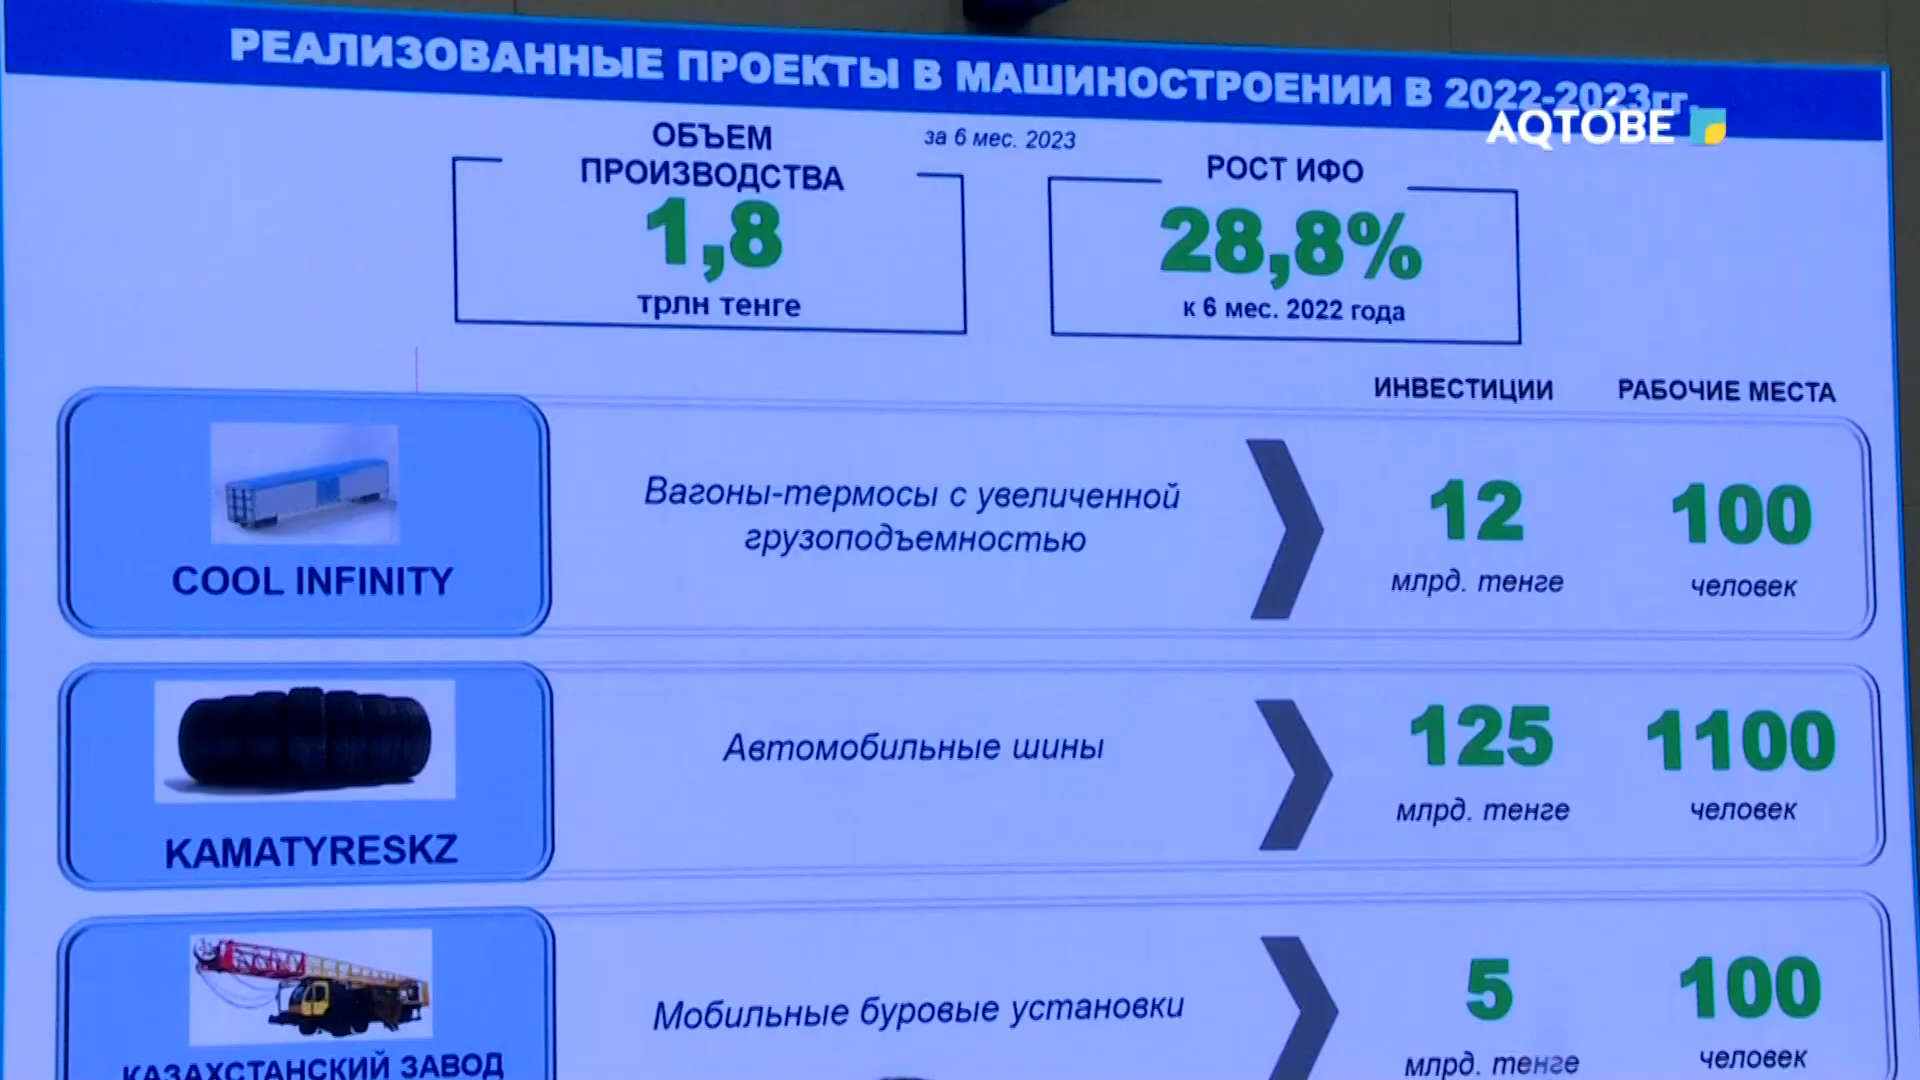 РЕАЛИЗОВАННЫЕ ПРОЕКТЫ В МАШИНОСТРОЕНИИ В 2022-2023гг.
AQTÓBE
ОБЪЕМ
ПРОИЗВОДСТВА
1,8
трлн тенге
за 6 мес. 2023
РОСТ ИФО
28,8%
к 6 мес. 2022 года
ИНВЕСТИЦИИ
РАБОЧИЕ МЕСТА
COOL INFINITY
Вагоны-термосы с увеличенной
грузоподъемностью
12
млрд. тенге
100
человек
KAMATYRESKZ
Автомобильные шины
125
млрд. тенге
1100
человек
КАЗАХСТАНСКИЙ ЗАВОД
Мобильные буровые установки
5
млрд. тенге
100
человек